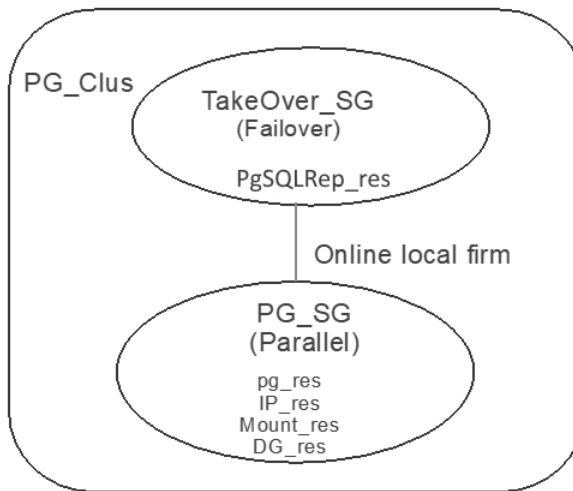 PG_Clus
TakeOver_SG
(Failover)
PgSQLRep_res
Online local firm
PG_SG
(Parallel)
pg_res
IP_res
Mount_res
DG_res